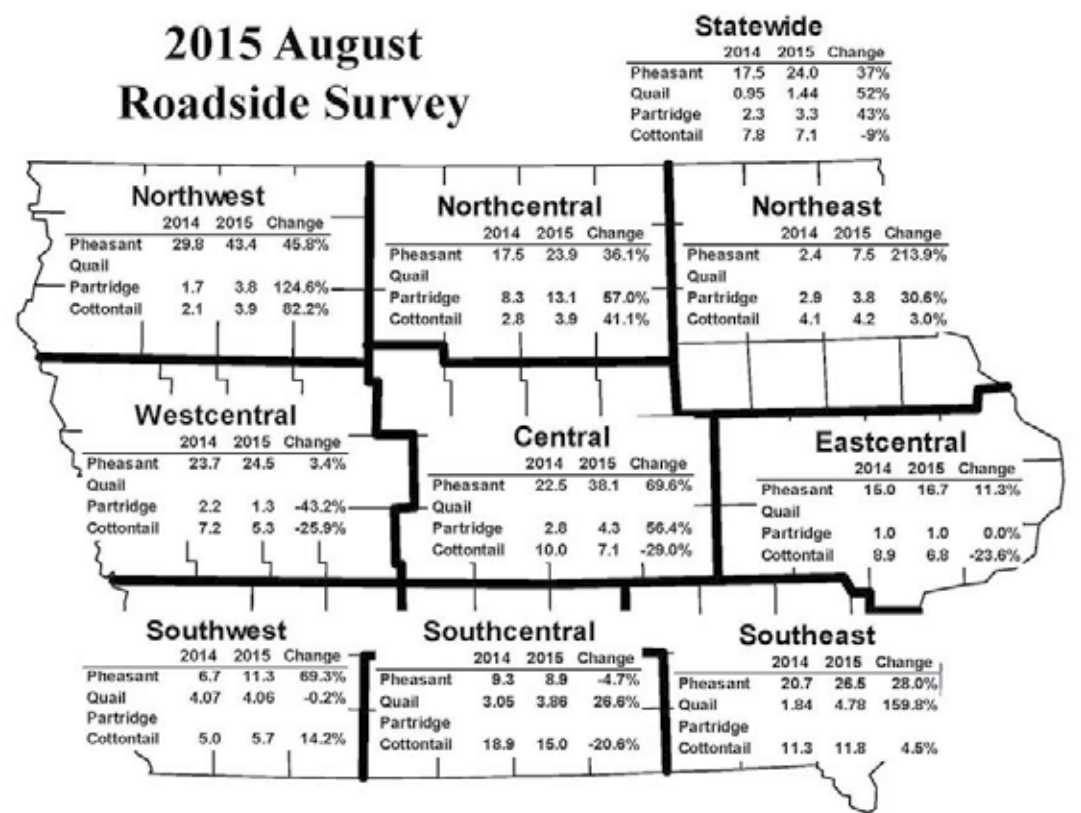 2015 August
Roadside Survey
Statewide
2014 2015 Change
Pheasant 17.5 24.0 37%
Quail 0.95 1.44 52%
Partridge 2.3 3.3 43%
Cottontail 7.8 7.1 -9%
Northwest
2014 2015 Change
Pheasant 29.8 43.4 45.8%
Quail
Partridge 1.7 3.8 124.6%
Cottontail 2.1 3.9 82.2%
Northcentral
2014 2015 Change
Pheasant 17.5 23.9 36.1%
Quail
Partridge 8.3 13.1 57.0%
Cottontail 2.8 3.9 41.1%
Northeast
2014 2015 Change
Pheasant 2.4 7.5 213.9%
Quail
Partridge 2.9 3.8 30.6%
Cottontail 4.1 4.2 3.0%
Westcentral
2014 2015 Change
Pheasant 23.7 24.5 3.4%
Quail
Partridge 2.2 1.3 -43.2%
Cottontail 7.2 5.3 -25.9%
Central
2014 2015 Change
Pheasant 22.5 38.1 69.6%
Quail
Partridge 2.8 4.3 56.4%
Cottontail 10.0 7.1 -29.0%
Eastcentral
2014 2015 Change
Pheasant 15.0 16.7 11.3%
Quail
Partridge 1.0 1.0 0.0%
Cottontail 8.9 6.8 -23.6%
Southwest
2014 2015 Change
Pheasant 6.7 11.3 69.3%
Quail 4.07 4.06 -0.2%
Partridge
Cottontail 5.0 5.7 14.2%
Southcentral
2014 2015 Change
Pheasant 9.3 8.9 -4.7%
Quail 3.05 3.86 26.6%
Partridge
Cottontail 18.9 15.0 -20.6%
Southeast
2014 2015 Change
Pheasant 20.7 26.5 28.0%
Quail 1.84 4.78 159.8%
Partridge
Cottontail 11.3 11.8 4.5%